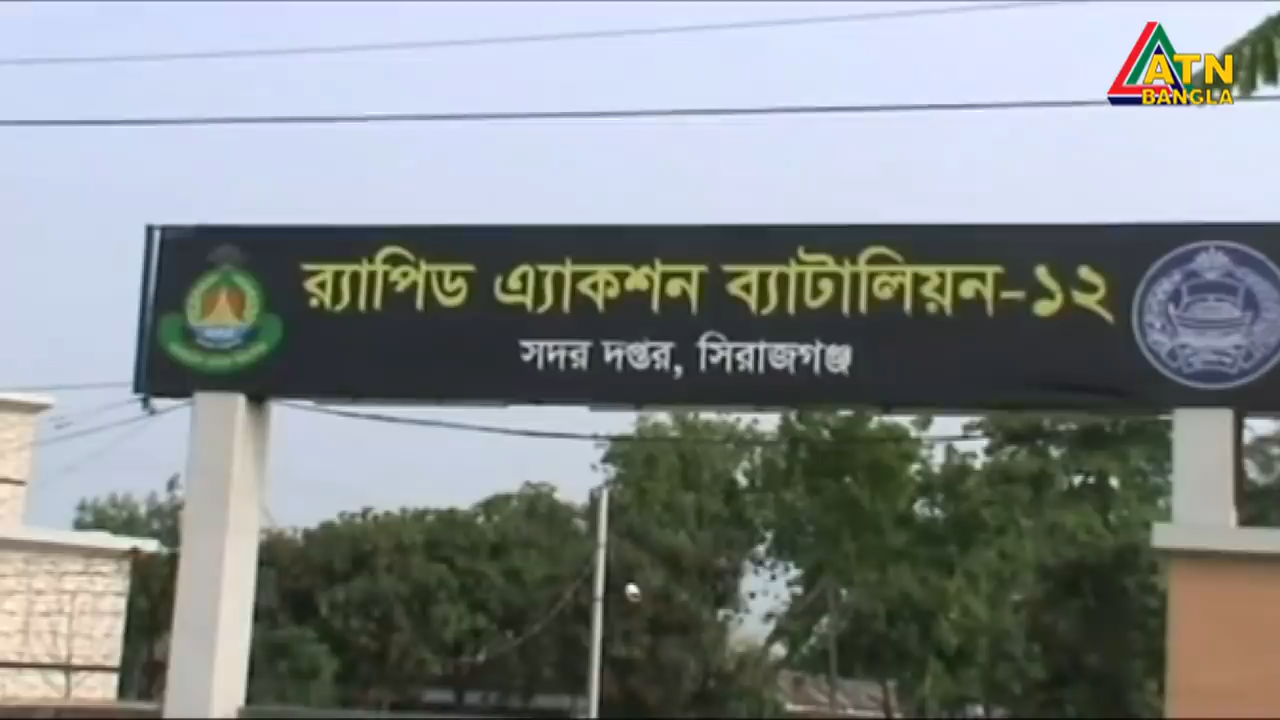 ATN
BANGLA
র‍্যাপিড এ্যাকশন ব্যাটালিয়ন-১২
সদর দপ্তর, সিরাজগঞ্জ